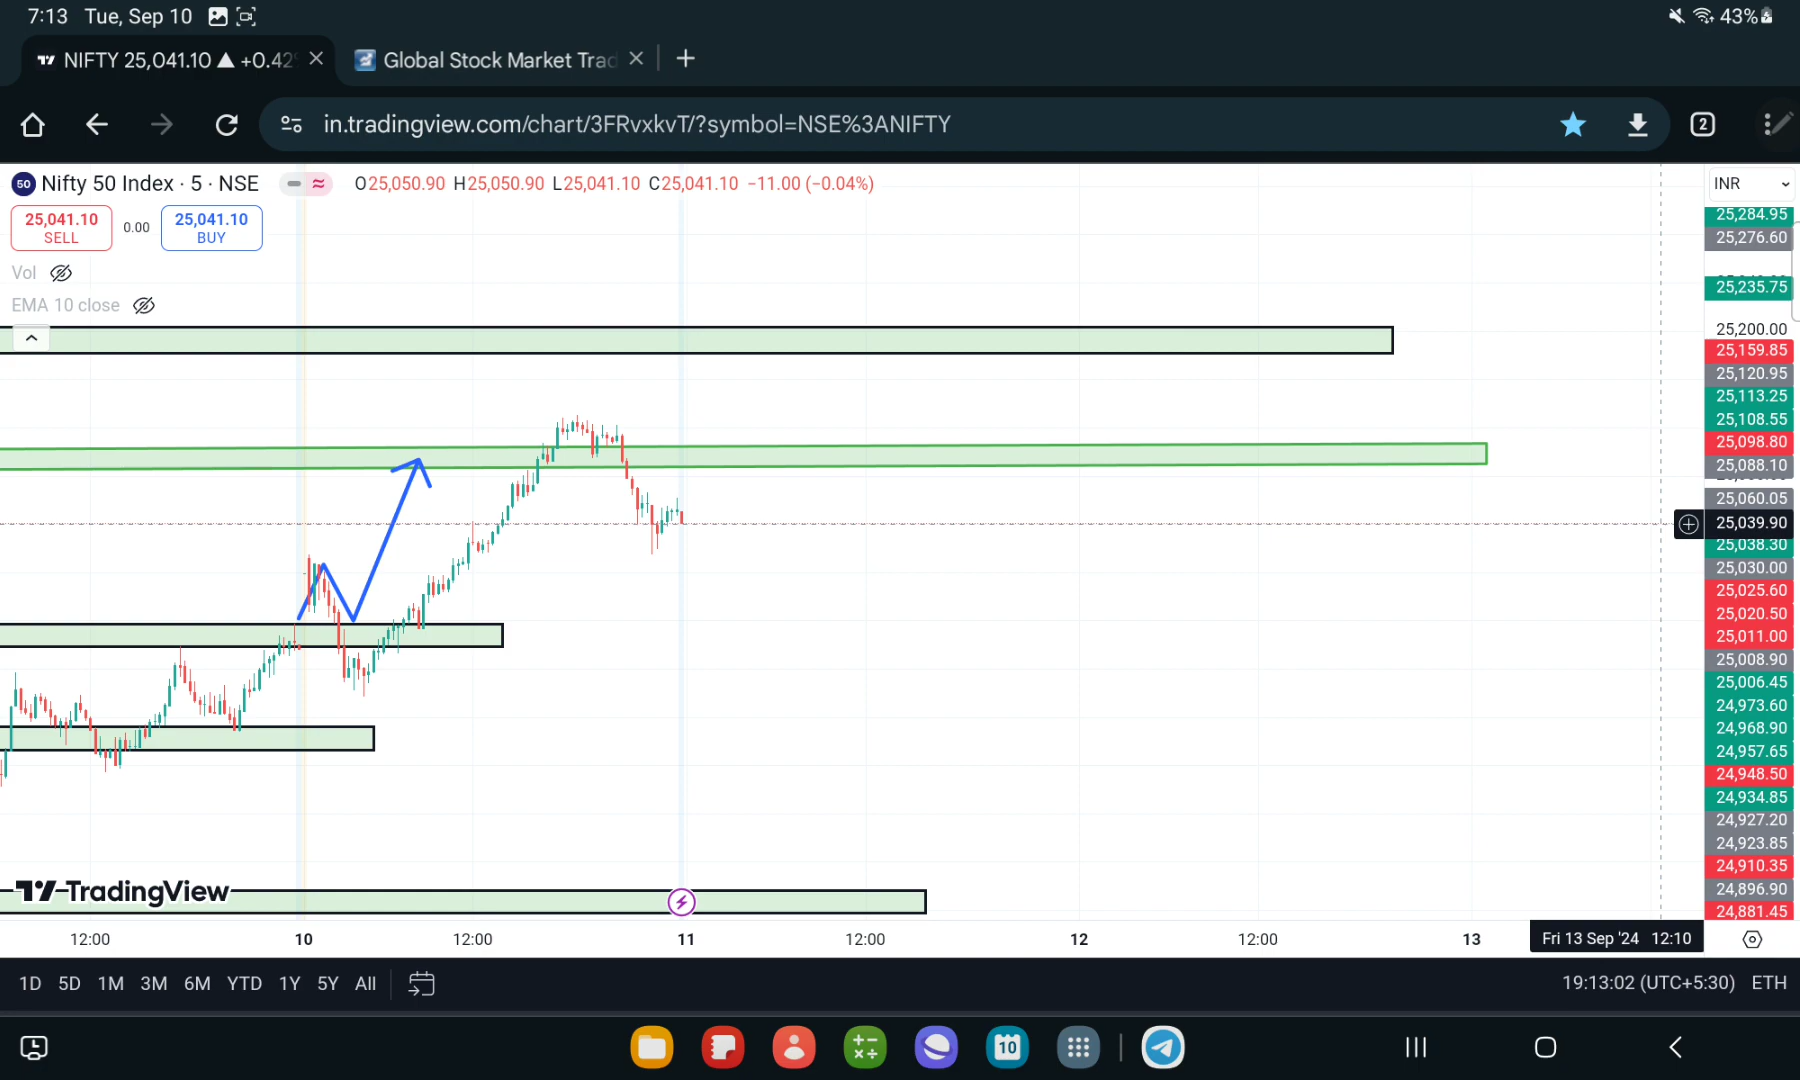 7:13 Tue, Sep 10
43%
NIFTY 25,041.10 ▲ +0.42
Global Stock Market Trad
in.tradingview.com/chart/3FRvxkvT/?symbol=NSE%3ANIFTY
2
50 Nifty 50 Index · 5 · NSE
O25,050.90 H25,050.90 L25,041.10 C25,041.10 −11.00 (−0.04%)
INR
25,041.10
SELL
0.00
25,041.10
BUY
Vol
EMA 10 close
25,284.95
25,276.60
25,235.75
25,200.00
25,159.85
25,120.95
25,113.25
25,108.55
25,098.80
25,088.10
25,060.05
25,039.90
25,038.30
25,030.00
25,025.60
25,020.50
25,011.00
25,008.90
25,006.45
24,973.60
24,968.90
24,957.65
24,948.50
24,934.85
24,927.20
24,923.85
24,910.35
24,896.90
24,881.45
TradingView
12:00 10 12:00 11 12:00 12 12:00 13 Fri 13 Sep '24 12:10
1D 5D 1M 3M 6M YTD 1Y 5Y All
19:13:02 (UTC+5:30) ETH
10